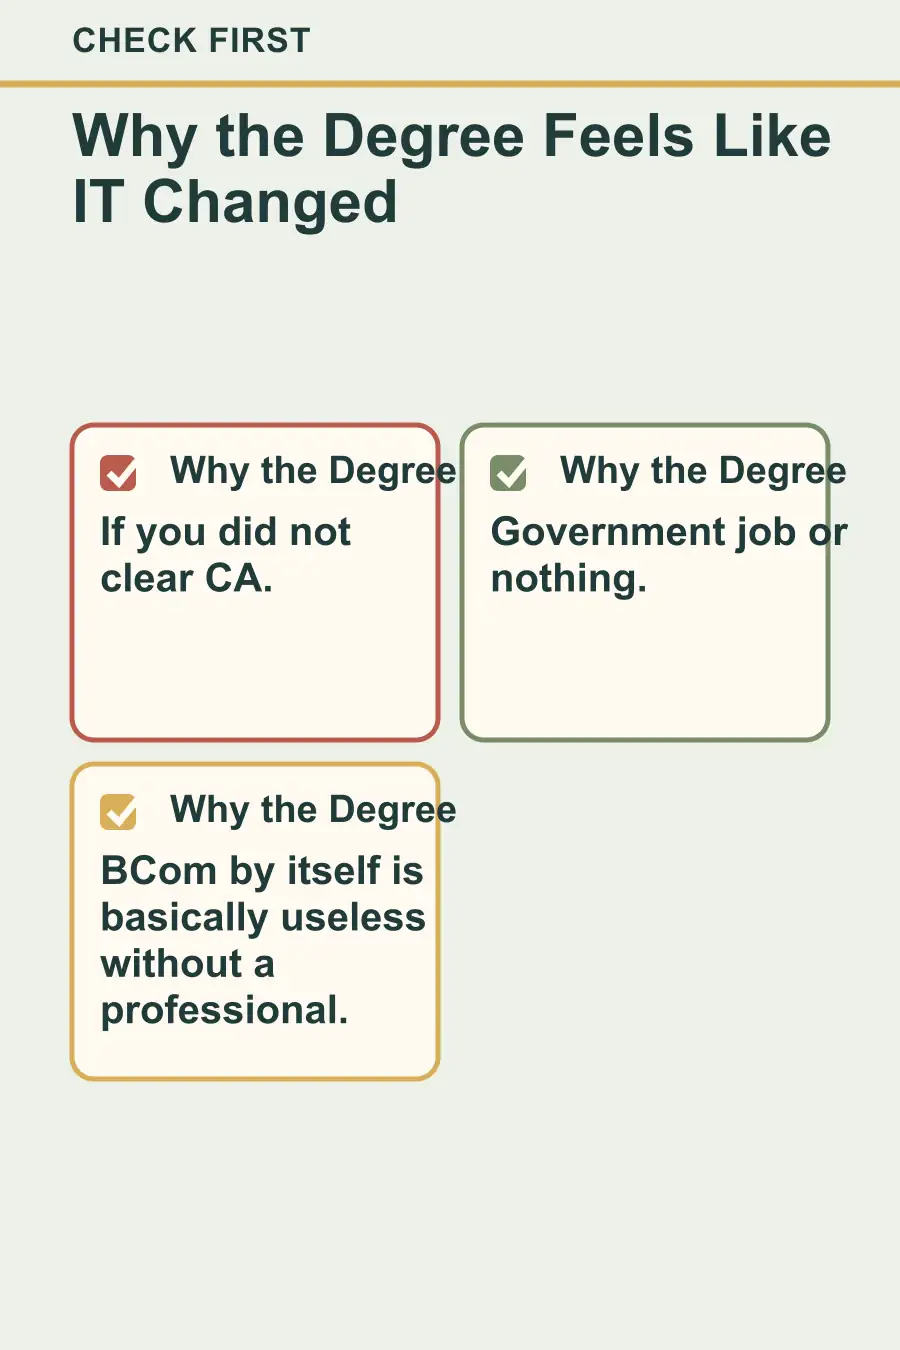 CHECK FIRST
Why the Degree Feels Like
IT Changed
Why the Degree
If you did not
clear CA.
Why the Degree
Government job or
nothing.
Why the Degree
BCom by itself is
basically useless
without a
professional.